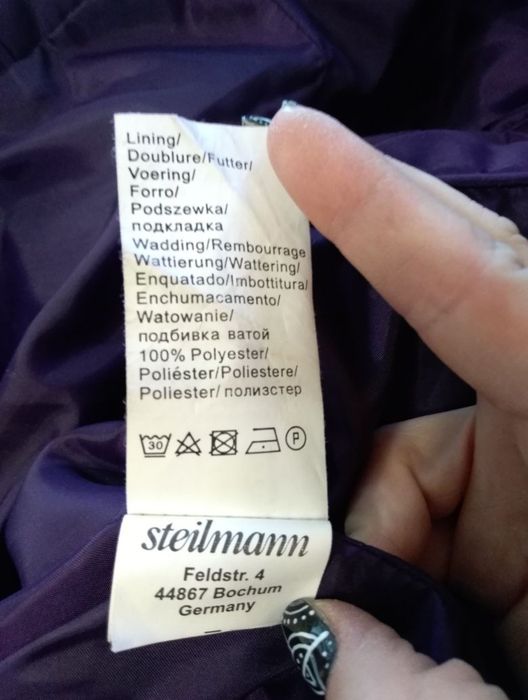 Lining/
Doublure/Futter/
Voering/
Forro/
Podszewka/
подкладка
Wadding/Rembourrage
Wattierung/Wattering/
Enquatado/Imbottitura/
Enchumacamento/
Watowanie/
подбивка ватой
100% Polyester/
Poliéster/Poliestere/
Poliester/ полиэстер
30 P
steilmann
Feldstr. 4
44867 Bochum
Germany